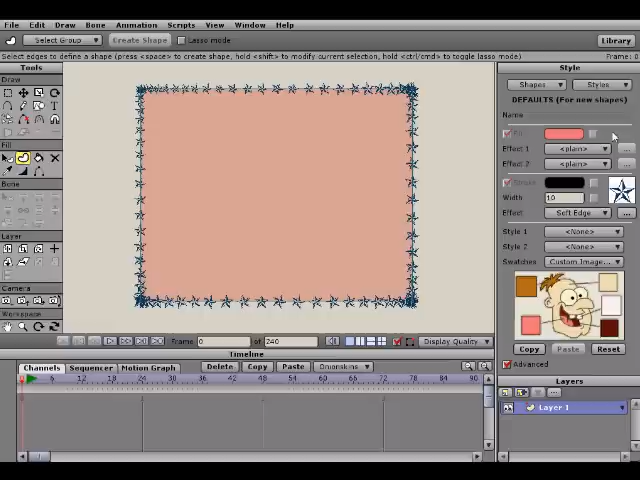 File Edit Draw Bone Animation Scripts View Window Help
Select Group Create Shape Lasso mode Library
Select edges to define a shape (press <space> to create shape, hold <shift> to modify current selection, hold <ctrl/cmd> to toggle lasso mode) Frame: 0
Tools
Draw
Fill
Bone
Layer
Camera
Workspace
Style
Shapes Styles
DEFAULTS (For new shapes)
Name
Fill
Effect 1 <plain> ...
Effect 2 <plain> ...
Stroke
Width 10
Effect Soft Edge ...
Style 1 <None>
Style 2 <None>
Swatches Custom Image...
Copy Paste Reset
Advanced
Layers
Layer 1
Frame 0 of 240 Display Quality
Timeline
Channels Sequencer Motion Graph Delete Copy Paste Onionskins
6 12 18 24 30 36 42 48 54 60 66 72 78 84 90